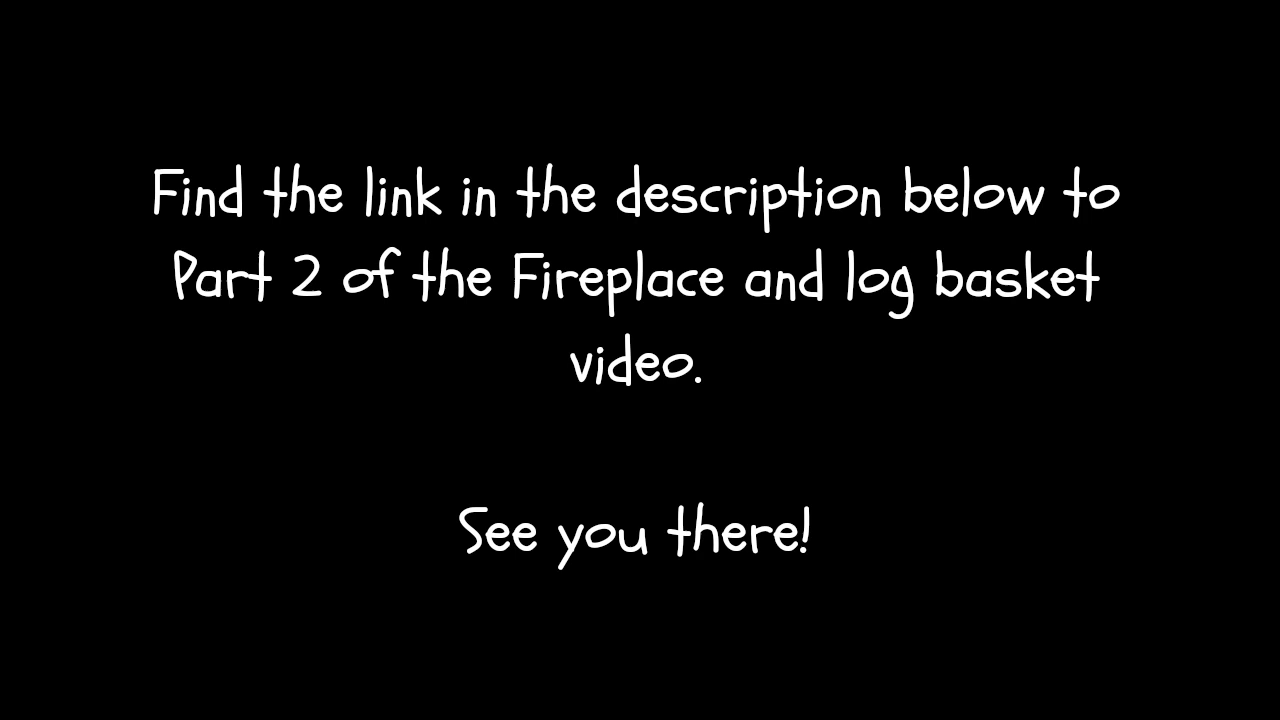 Find the link in the description below to
Part 2 of the Fireplace and log basket
video.
See you there!